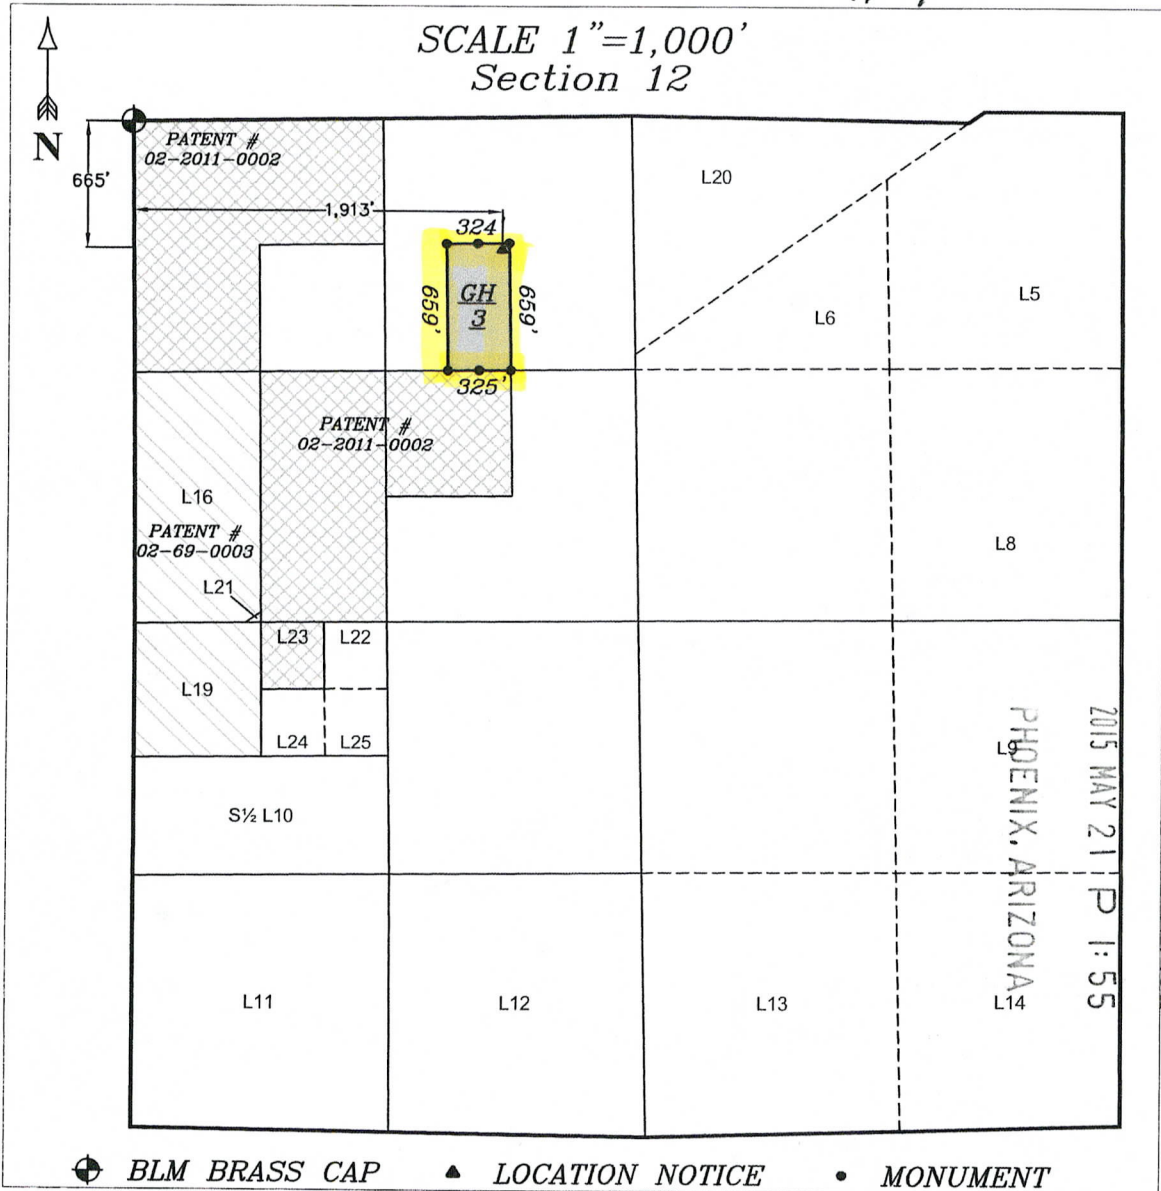 SCALE 1"=1,000'
Section 12
N
PATENT #
02-2011-0002
665'
1,913'
324
GH
3
659'
659'
325'
L20
L5
L6
PATENT #
02-2011-0002
L16
PATENT #
02-69-0003
L21
L8
L23
L22
L19
L24
L25
L9
S½ L10
2015 MAY 21 P 1:55
PHOENIX, ARIZONA
L11
L12
L13
L14
BLM BRASS CAP
LOCATION NOTICE
MONUMENT